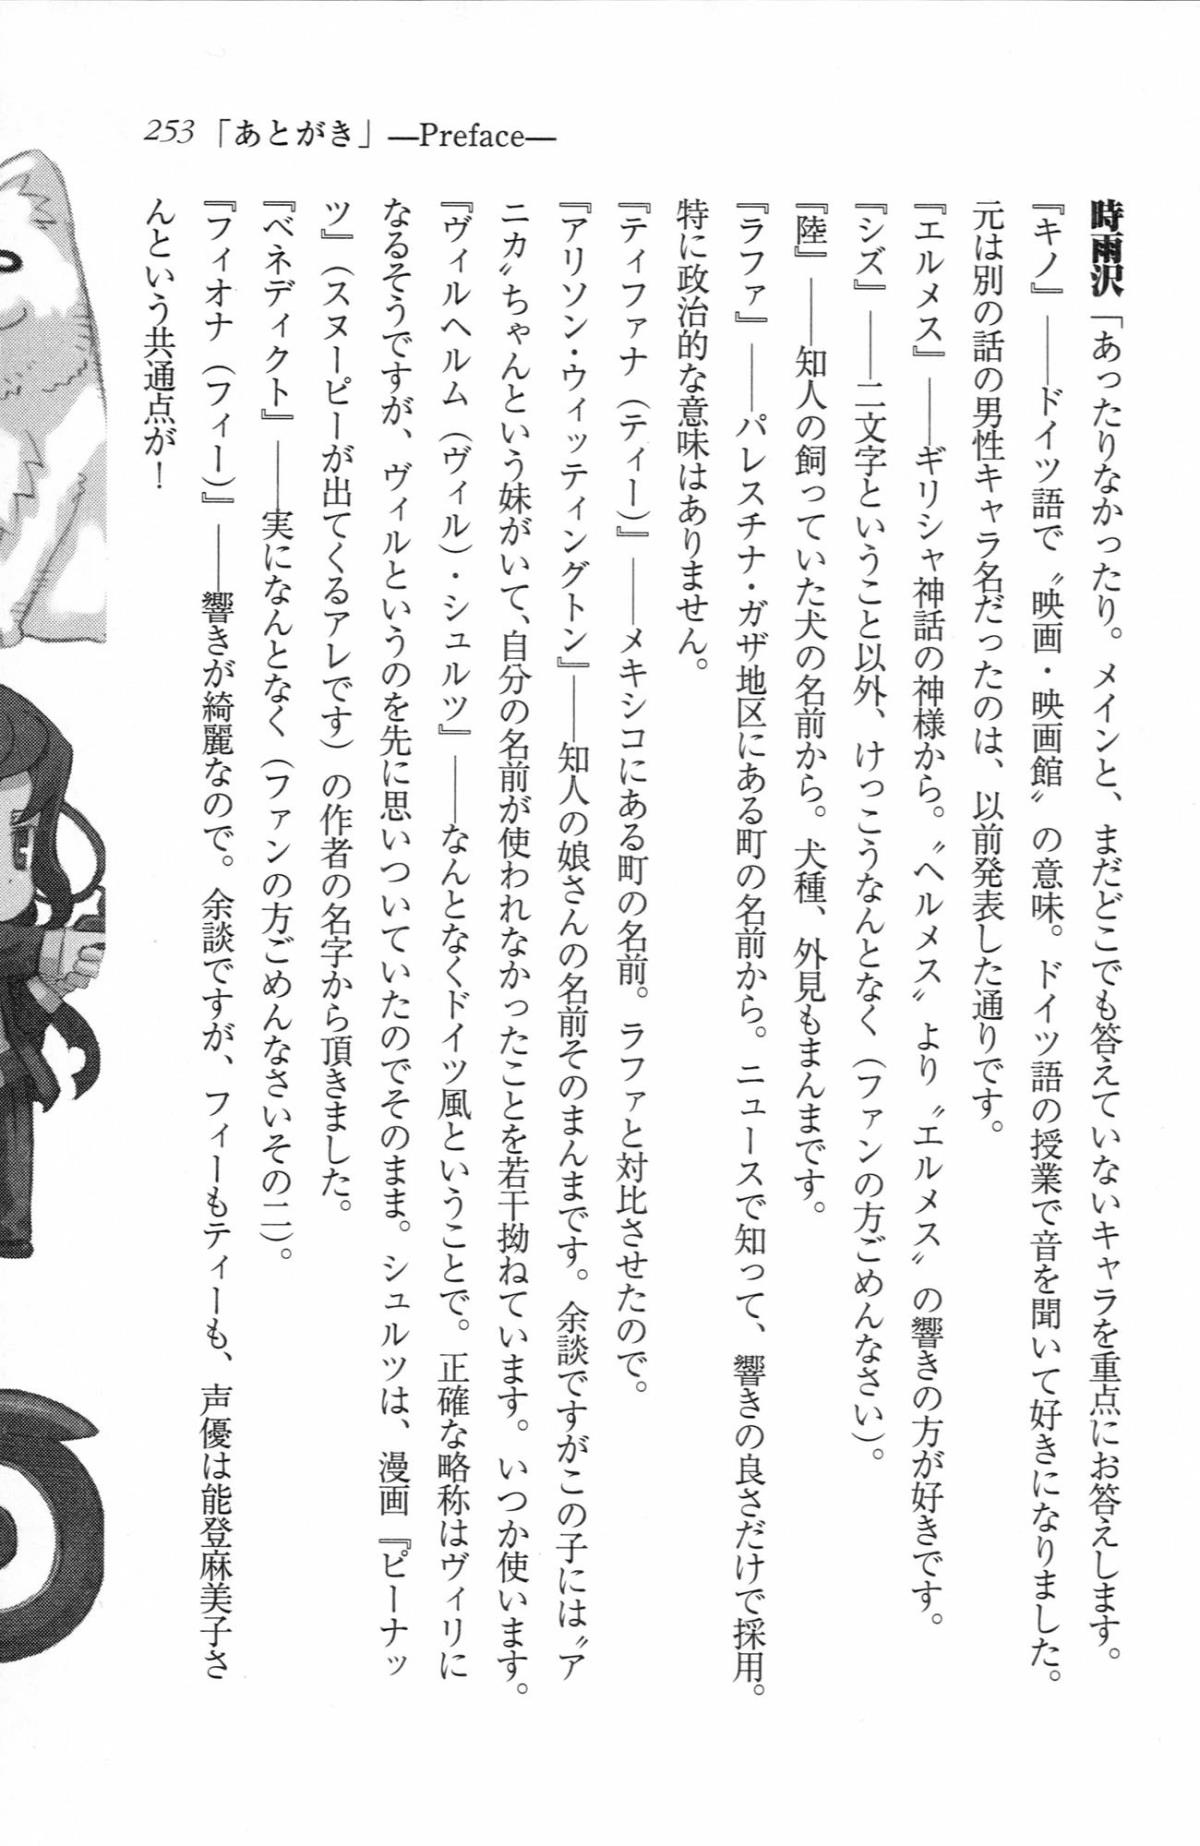 253 「あとがき」 ―Preface―
時雨沢「あったりなかったり。メインと、まだどこでも答えていないキャラを重点にお答えします。
『キノ』――ドイツ語で〝映画・映画館〟の意味。ドイツ語の授業で音を聞いて好きになりました。
元は別の話の男性キャラ名だったのは、以前発表した通りです。
『エルメス』――ギリシャ神話の神様から。〝ヘルメス〟より〝エルメス〟の響きの方が好きです。
『シズ』――二文字ということ以外、けっこうなんとなく（ファンの方ごめんなさい）。
『陸』――知人の飼っていた犬の名前から。犬種、外見もまんまです。
『ラファ』――パレスチナ・ガザ地区にある町の名前から。ニュースで知って、響きの良さだけで採用。
特に政治的な意味はありません。
『ティファナ（ティー）』――メキシコにある町の名前。ラファと対比させたので。
『アリソン・ウィッティングトン』――知人の娘さんの名前そのまんまです。余談ですがこの子には〝ア
ニカ〟ちゃんという妹がいて、自分の名前が使われなかったことを若干拗ねています。いつか使います。
『ヴィルヘルム（ヴィル）・シュルツ』――なんとなくドイツ風ということで。正確な略称はヴィリに
なるそうですが、ヴィルというのを先に思いついていたのでそのまま。シュルツは、漫画『ピーナッ
ツ』（スヌーピーが出てくるアレです）の作者の名字から頂きました。
『ベネディクト』――実になんとなく（ファンの方ごめんなさいその二）。
『フィオナ（フィー）』――響きが綺麗なので。余談ですが、フィーもティーも、声優は能登麻美子さ
んという共通点が！